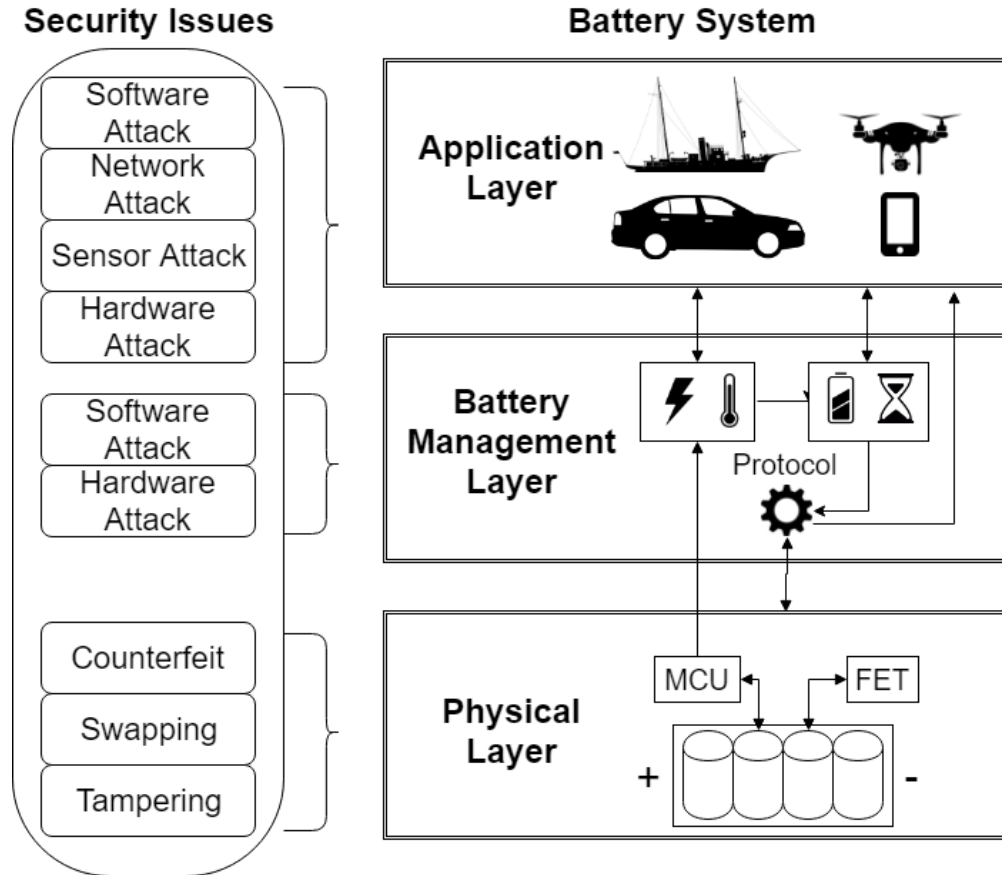 Security Issues
Software
Attack
Network
Attack
Sensor Attack
Hardware
Attack
Software
Attack
Hardware
Attack
Counterfeit
Swapping
Tampering
Battery System
Application
Layer
Battery
Management
Layer
Protocol
Physical
Layer
MCU
FET
+
-